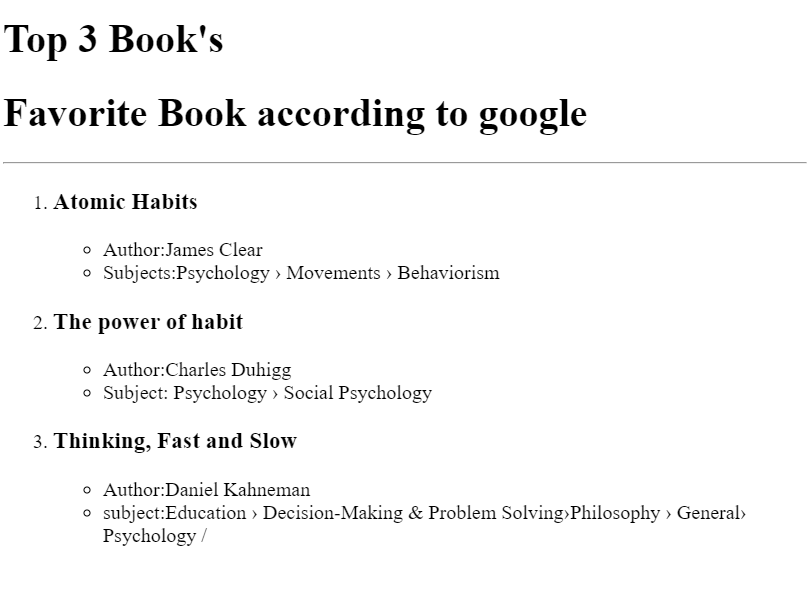 Top 3 Book's
Favorite Book according to google
1. Atomic Habits
Author:James Clear
Subjects:Psychology › Movements › Behaviorism
2. The power of habit
Author:Charles Duhigg
Subject: Psychology › Social Psychology
3. Thinking, Fast and Slow
Author:Daniel Kahneman
subject:Education › Decision-Making & Problem Solving›Philosophy › General›
Psychology /